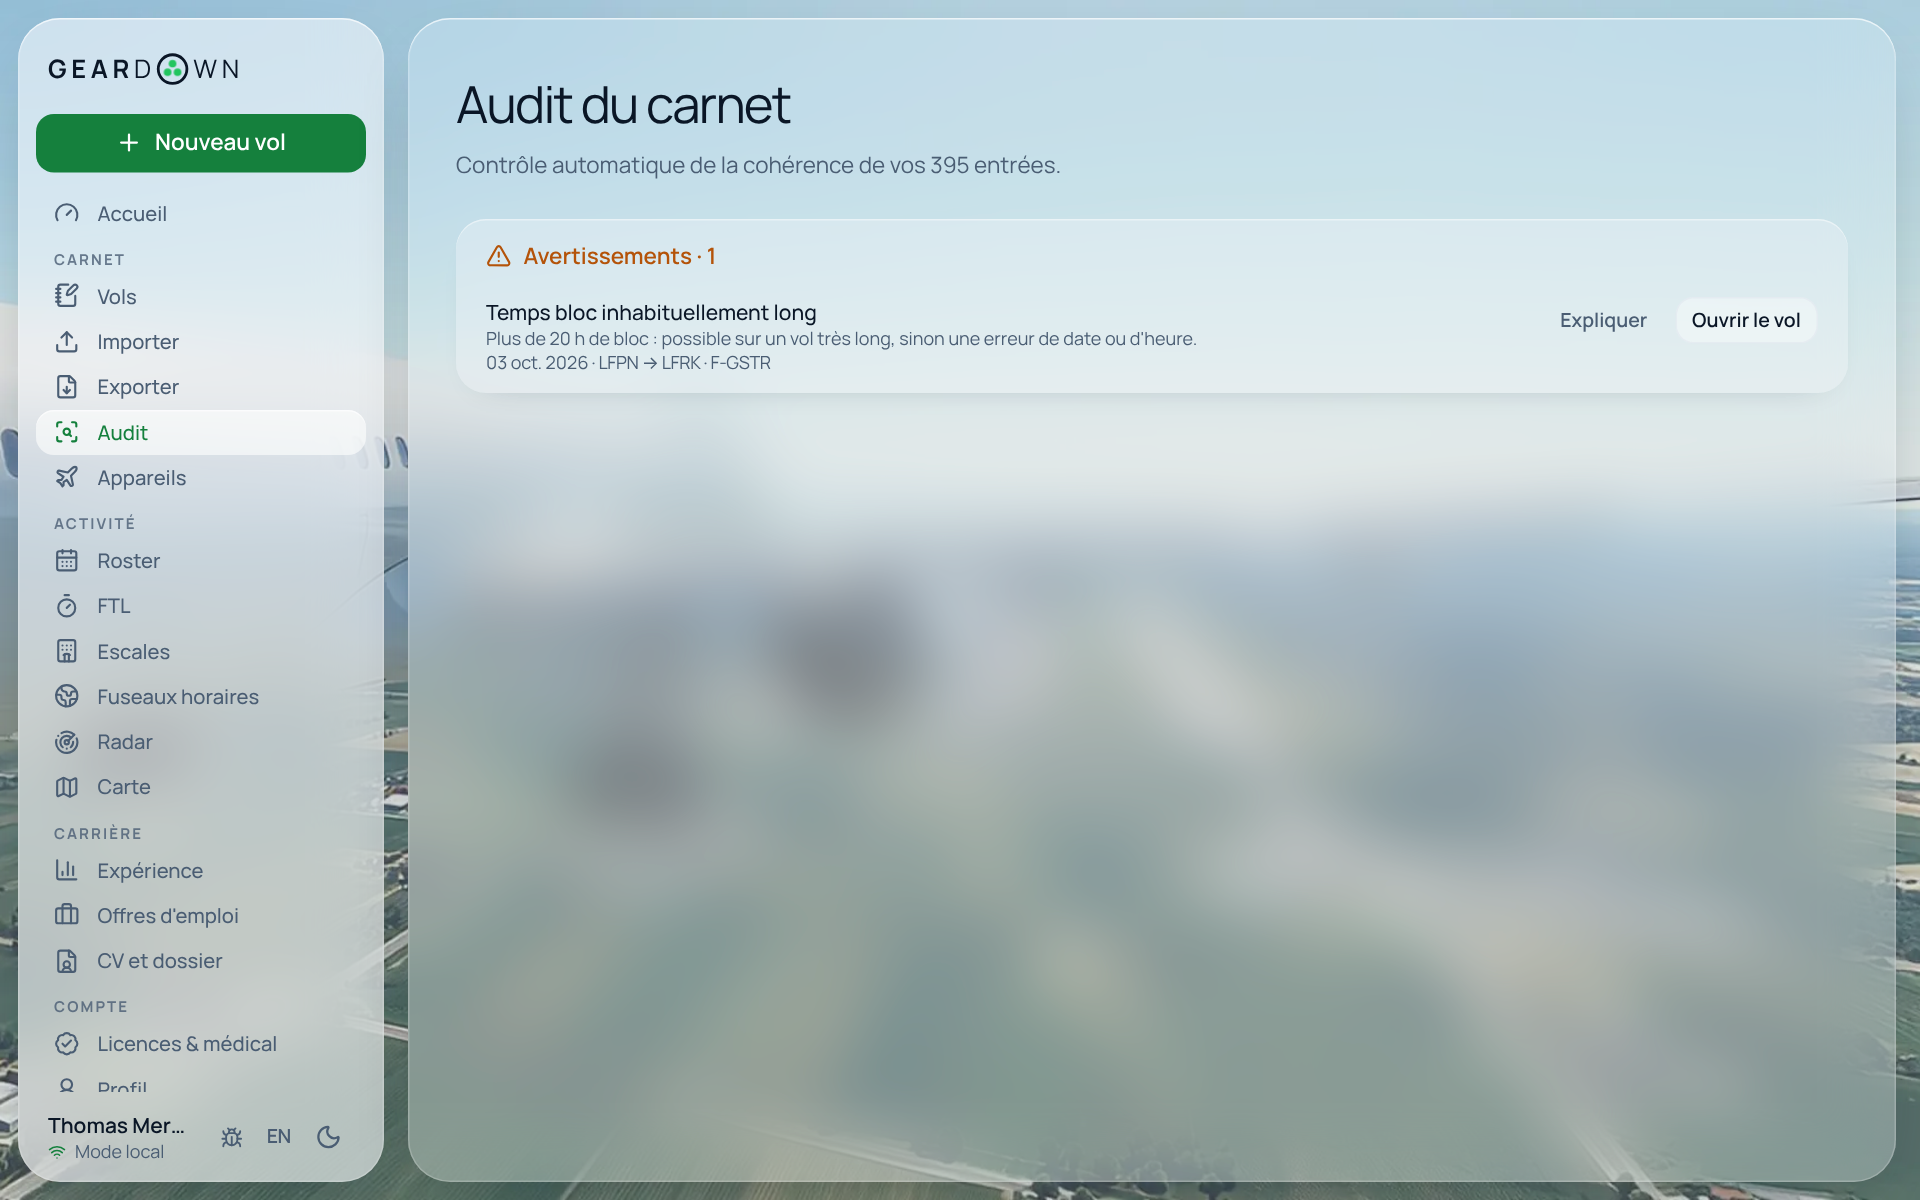 GEARDOWN
Nouveau vol
Accueil
CARNET
Vols
Importer
Exporter
Audit
Appareils
ACTIVITÉ
Roster
FTL
Escales
Fuseaux horaires
Radar
Carte
CARRIÈRE
Expérience
Offres d'emploi
CV et dossier
COMPTE
Licences & médical
Profil
Thomas Mer...
Mode local
EN
Audit du carnet
Contrôle automatique de la cohérence de vos 395 entrées.
Avertissements · 1
Temps bloc inhabituellement long
Plus de 20 h de bloc : possible sur un vol très long, sinon une erreur de date ou d'heure.
03 oct. 2026 · LFPN → LFRK · F-GSTR
Expliquer
Ouvrir le vol